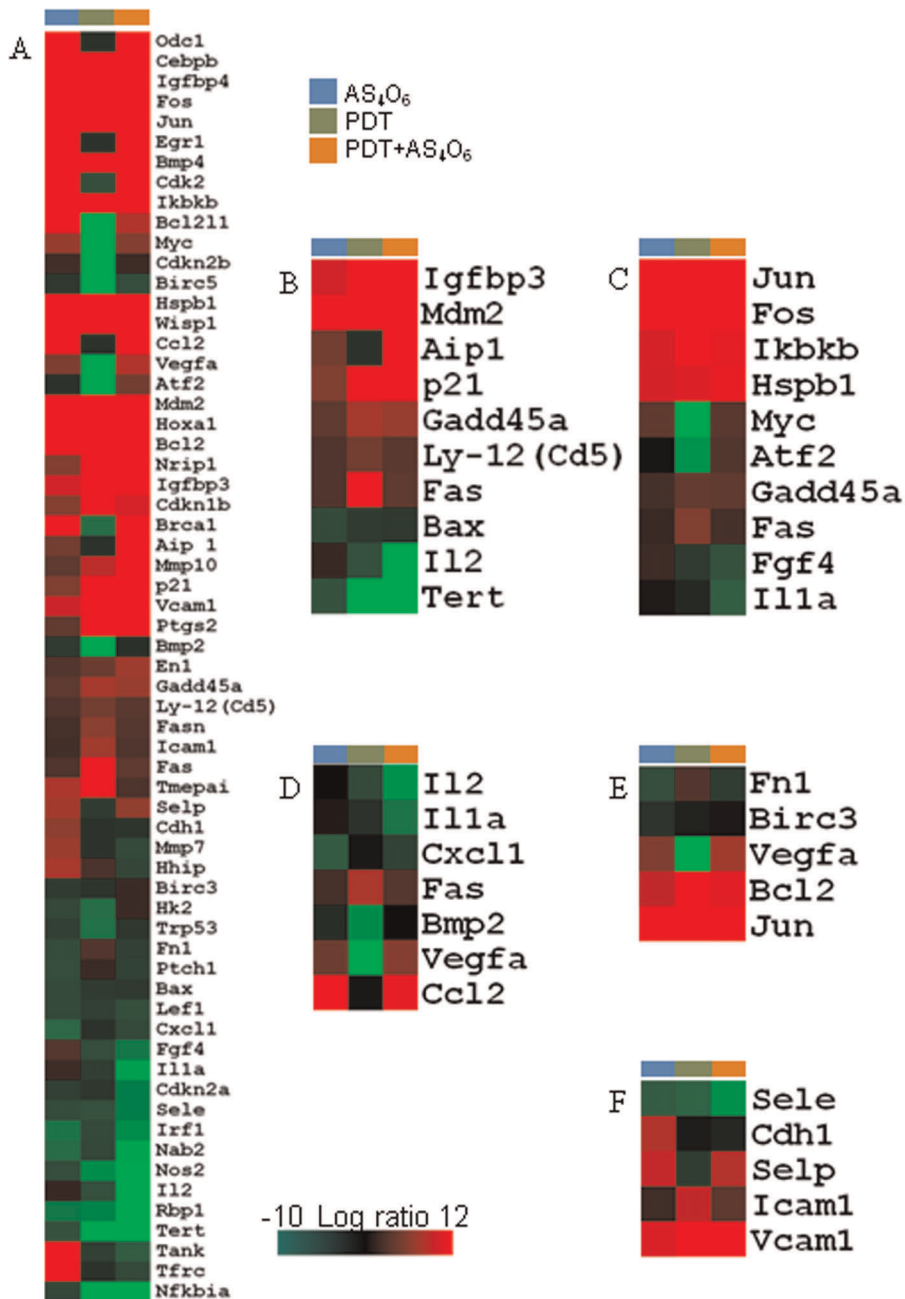 A
Odc1
Cebpb
Igfbp4
Fos
Jun
Egr1
Bmp4
Cdk2
Ikbkb
Bcl2l1
Myc
Cdkn2b
Birc5
Hspb1
Wisp1
Ccl2
Vegfa
Atf2
Mdm2
Hoxa1
Bcl2
Nrip1
Igfbp3
Cdkn1b
Brca1
Aip 1
Mmp10
p21
Vcam1
Ptgs2
Bmp2
En1
Gadd45a
Ly-12(Cd5)
Fasn
Icam1
Fas
Tmepai
Selp
Cdh1
Mmp7
Hhip
Birc3
Hk2
Trp53
Fn1
Ptch1
Bax
Lef1
Cxcl1
Fgf4
Il1a
Cdkn2a
Sele
Irf1
Nab2
Nos2
Il2
Rbp1
Tert
Tank
Tfrc
Nfkbia
AS₄O₆
PDT
PDT+AS₄O₆
B
Igfbp3
Mdm2
Aip1
p21
Gadd45a
Ly-12(Cd5)
Fas
Bax
Il2
Tert
C
Jun
Fos
Ikbkb
Hspb1
Myc
Atf2
Gadd45a
Fas
Fgf4
Il1a
D
Il2
Il1a
Cxcl1
Fas
Bmp2
Vegfa
Ccl2
E
Fn1
Birc3
Vegfa
Bcl2
Jun
F
Sele
Cdh1
Selp
Icam1
Vcam1
-10 Log ratio 12